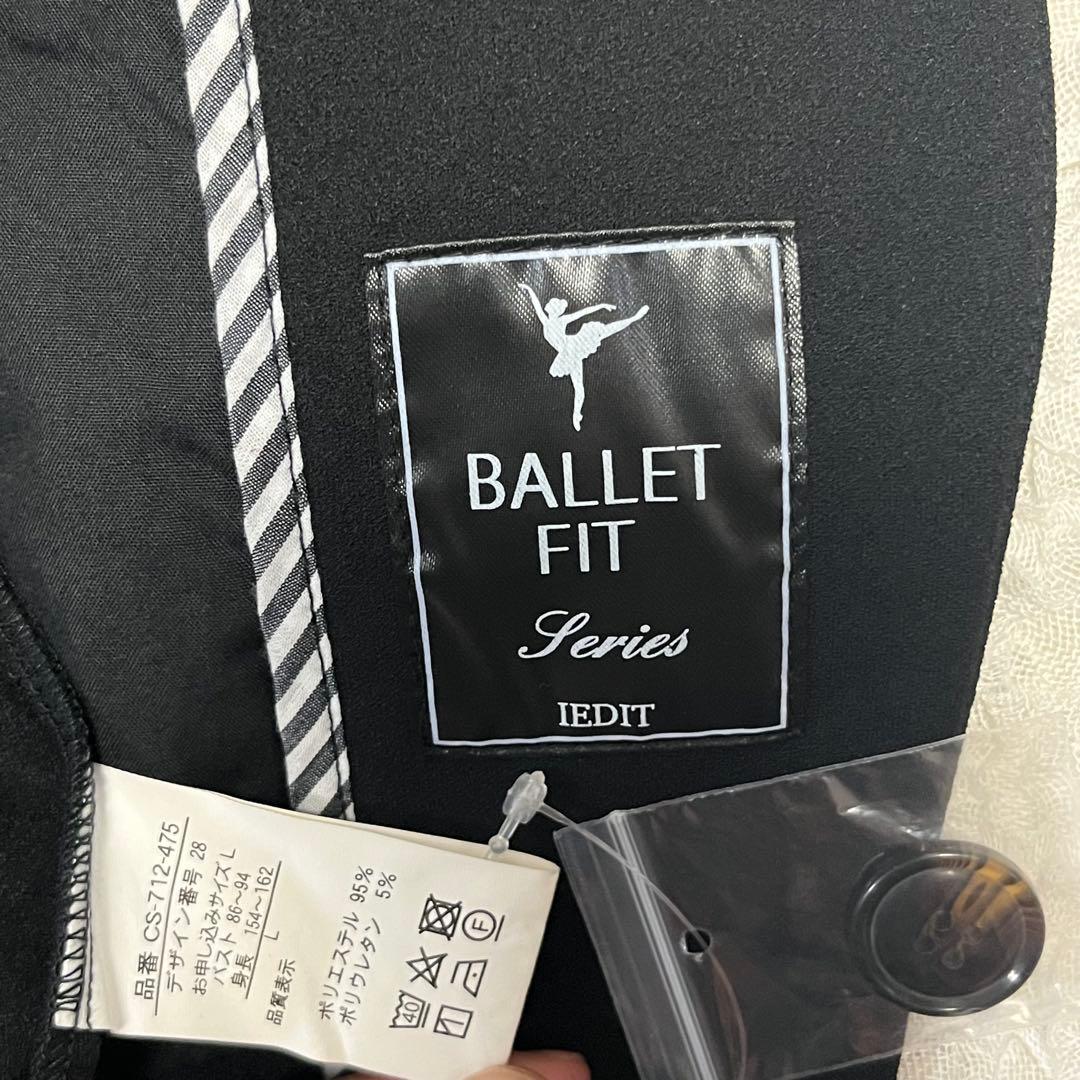 BALLET
FIT
Series
IEDIT
品番 CS-712-475
デザイン番号 28
お申し込みサイズ L
バスト 86~94
身長 154~162
L
品質表示
ポリエステル 95%
ポリウレタン 5%
40
F